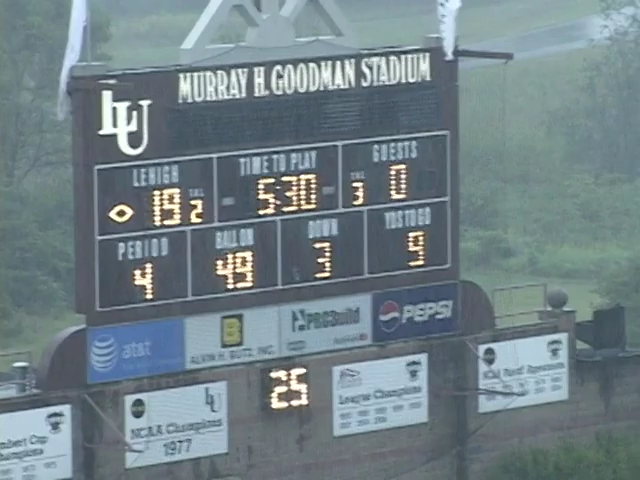 MURRAY H. GOODMAN STADIUM
LU
LEHIGH TIME TO PLAY GUESTS
19 T.O.L. 2 5:30 T.O.L. 3 0
PERIOD BALL ON DOWN YDS TO GO
4 49 3 9
at&t B ALVIN H. BUTZ, INC. PROBuild PEPSI
25
NCAA Champions
1977
LU
League Champions